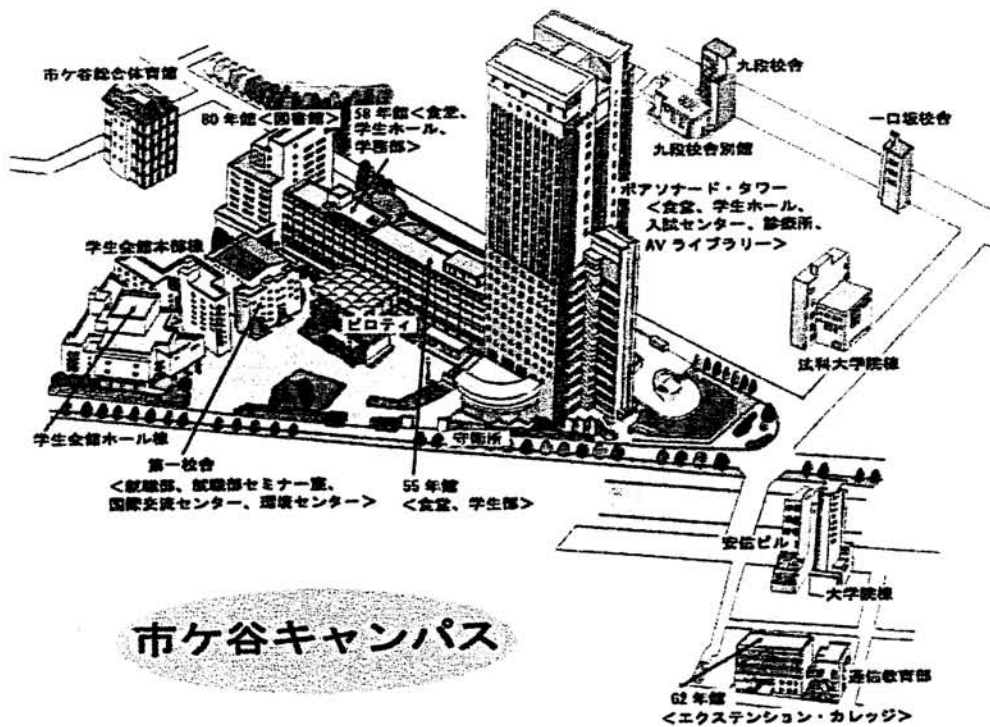 市ケ谷総合体育館
80年館<図書館>
58年館<食堂、
学生ホール、
学務部>
九段校舎
九段校舎別館
一口坂校舎
ボアソナード・タワー
<食堂、学生ホール、
入試センター、診療所、
AVライブラリー>
学生会館本部棟
ピロティ
法科大学院棟
学生会館ホール棟
守衛所
第一校舎
<就職部、就職部セミナー室、
国際交流センター、環境センター>
55年館
<食堂、学生部>
安伝ビル
大学院棟
市ケ谷キャンパス
通信教育部
62年館
<エクステンション・カレッジ>